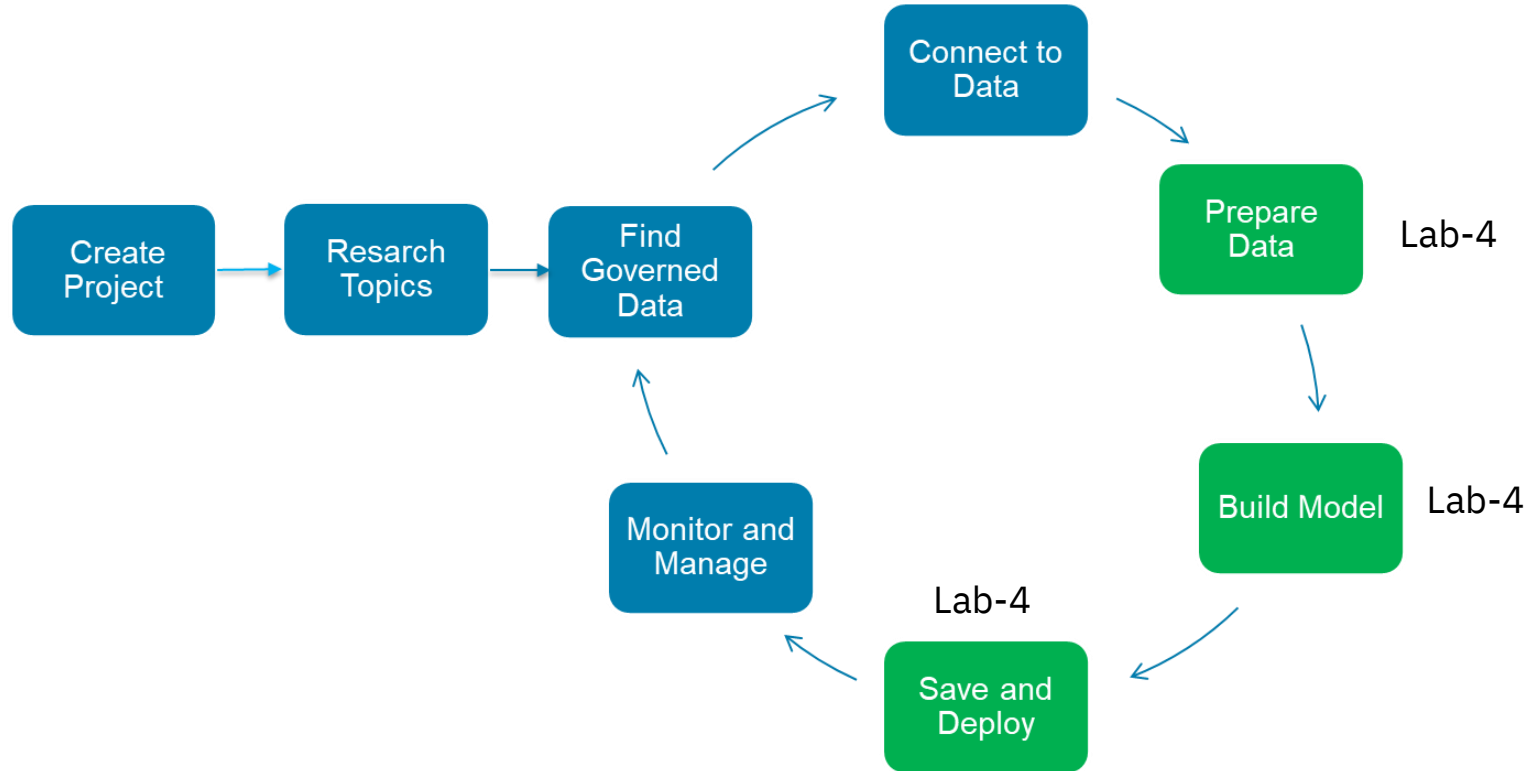 Create
Project
Resarch
Topics
Find
Governed
Data
Connect to
Data
Prepare
Data
Lab-4
Build Model
Lab-4
Lab-4
Save and
Deploy
Monitor and
Manage